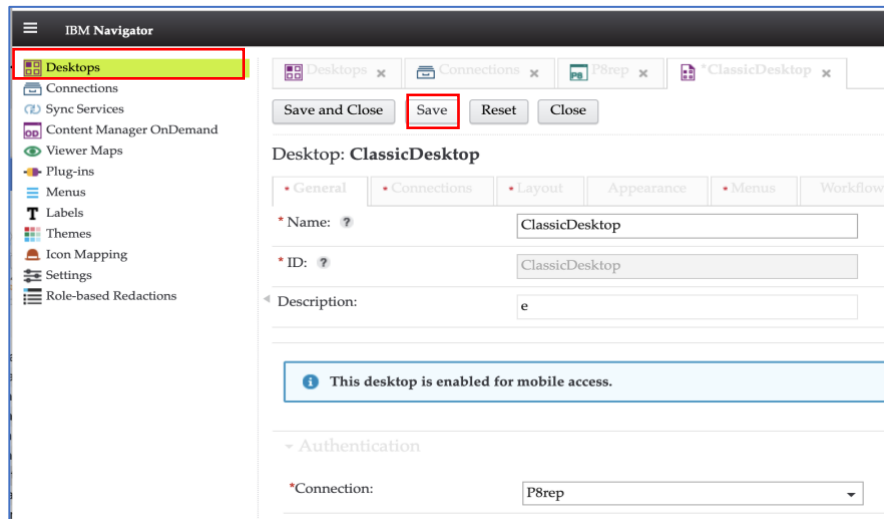 IBM Navigator
Desktops
Connections
Sync Services
OD Content Manager OnDemand
Viewer Maps
Plug-ins
Menus
T Labels
Themes
Icon Mapping
Settings
Role-based Redactions
Desktops x Connections x P8 P8rep x *ClassicDesktop x
Save and Close Save Reset Close
Desktop: ClassicDesktop
• General • Connections • Layout Appearance • Menus Workflow
* Name: ? ClassicDesktop
* ID: ? ClassicDesktop
Description: e
i This desktop is enabled for mobile access.
Authentication
*Connection: P8rep